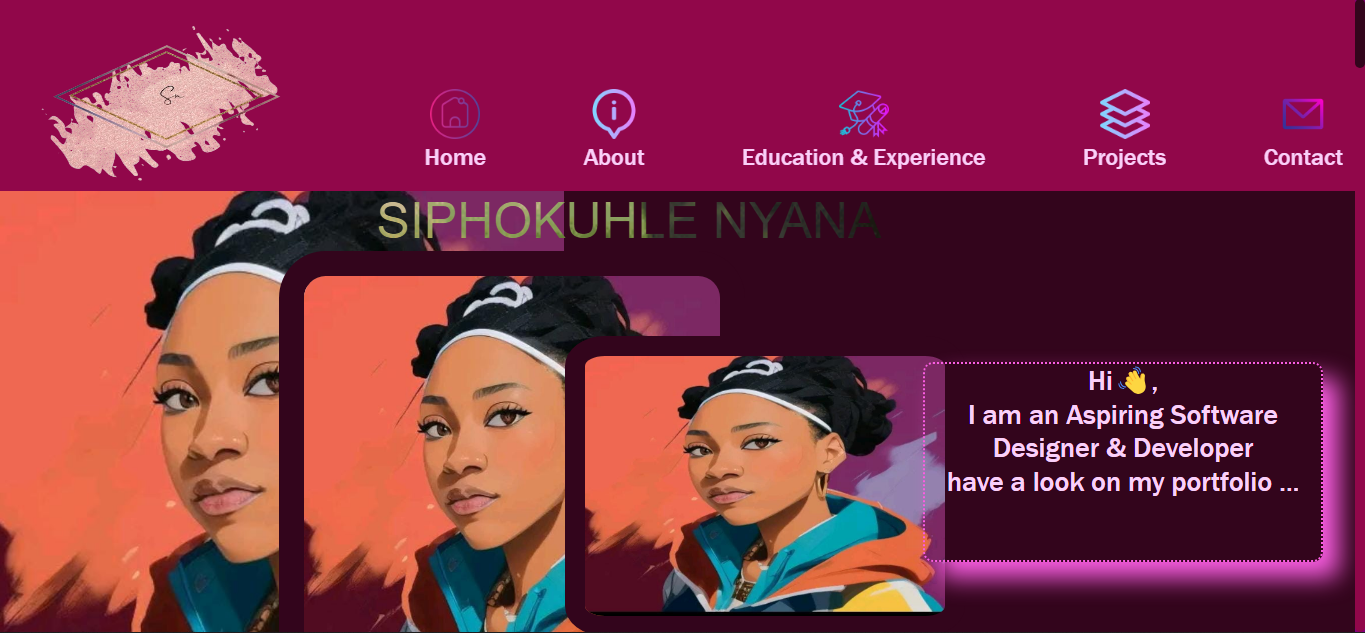 Sn
Home
About
Education & Experience
Projects
Contact
SIPHOKUHLE NYANA
Hi 👋,
I am an Aspiring Software
Designer & Developer
have a look on my portfolio ...